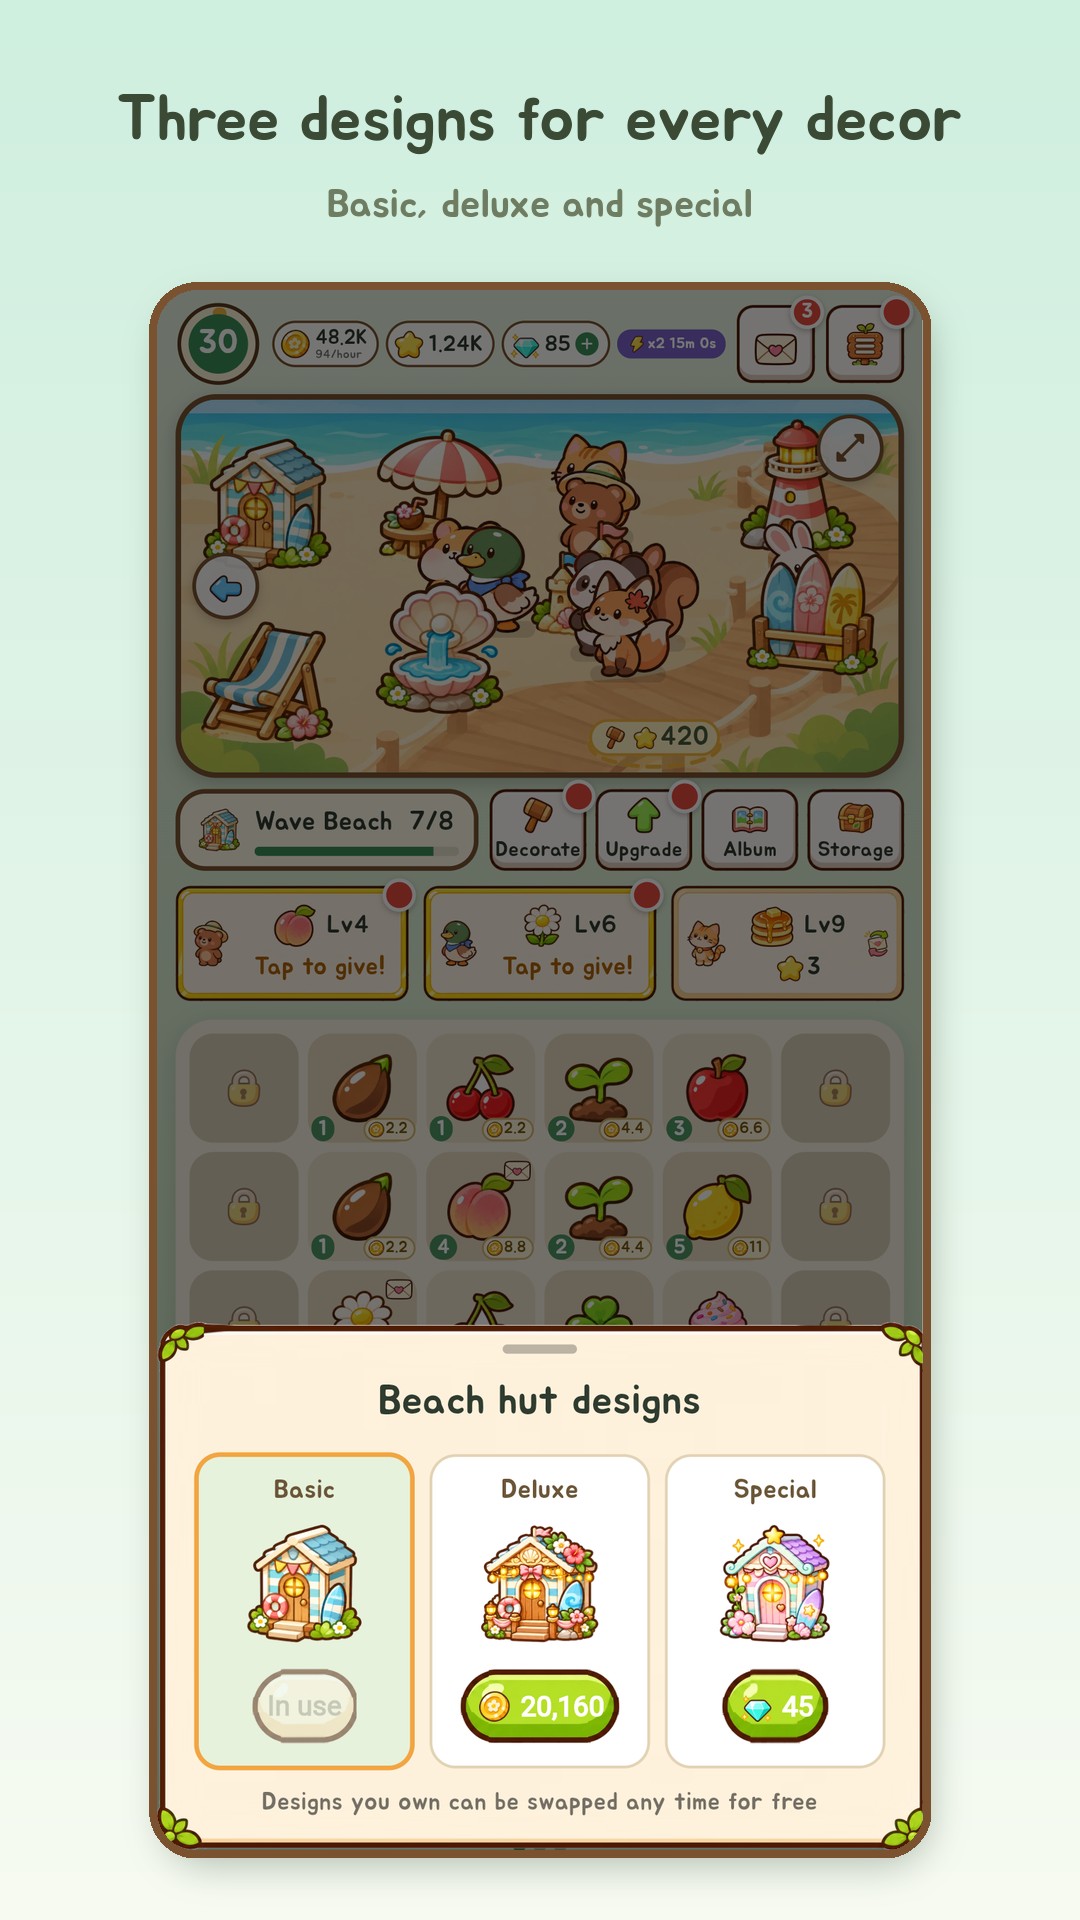 Three designs for every decor
Basic, deluxe and special
30
48.2K
94/hour
1.24K
85 +
x2 15m 0s
3
420
Wave Beach 7/8
Decorate
Upgrade
Album
Storage
Lv4
Tap to give!
Lv6
Tap to give!
Lv9
3
1 2.2
1 2.2
2 4.4
3 6.6
1 2.2
4 8.8
2 4.4
5 11
Beach hut designs
Basic
Deluxe
Special
In use
20,160
45
Designs you own can be swapped any time for free